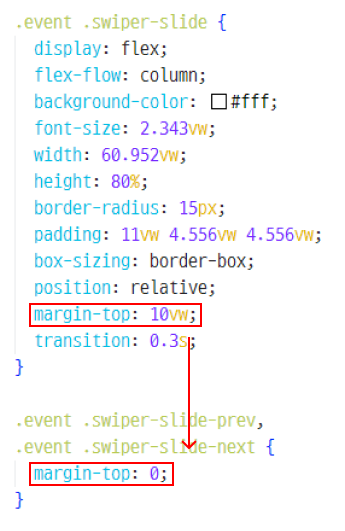 .event .swiper-slide {
display: flex;
flex-flow: column;
background-color: #fff;
font-size: 2.343vw;
width: 60.952vw;
height: 80%;
border-radius: 15px;
padding: 11vw 4.556vw 4.556vw;
box-sizing: border-box;
position: relative;
margin-top: 10vw;
transition: 0.3s;
}
.event .swiper-slide-prev,
.event .swiper-slide-next {
margin-top: 0;
}